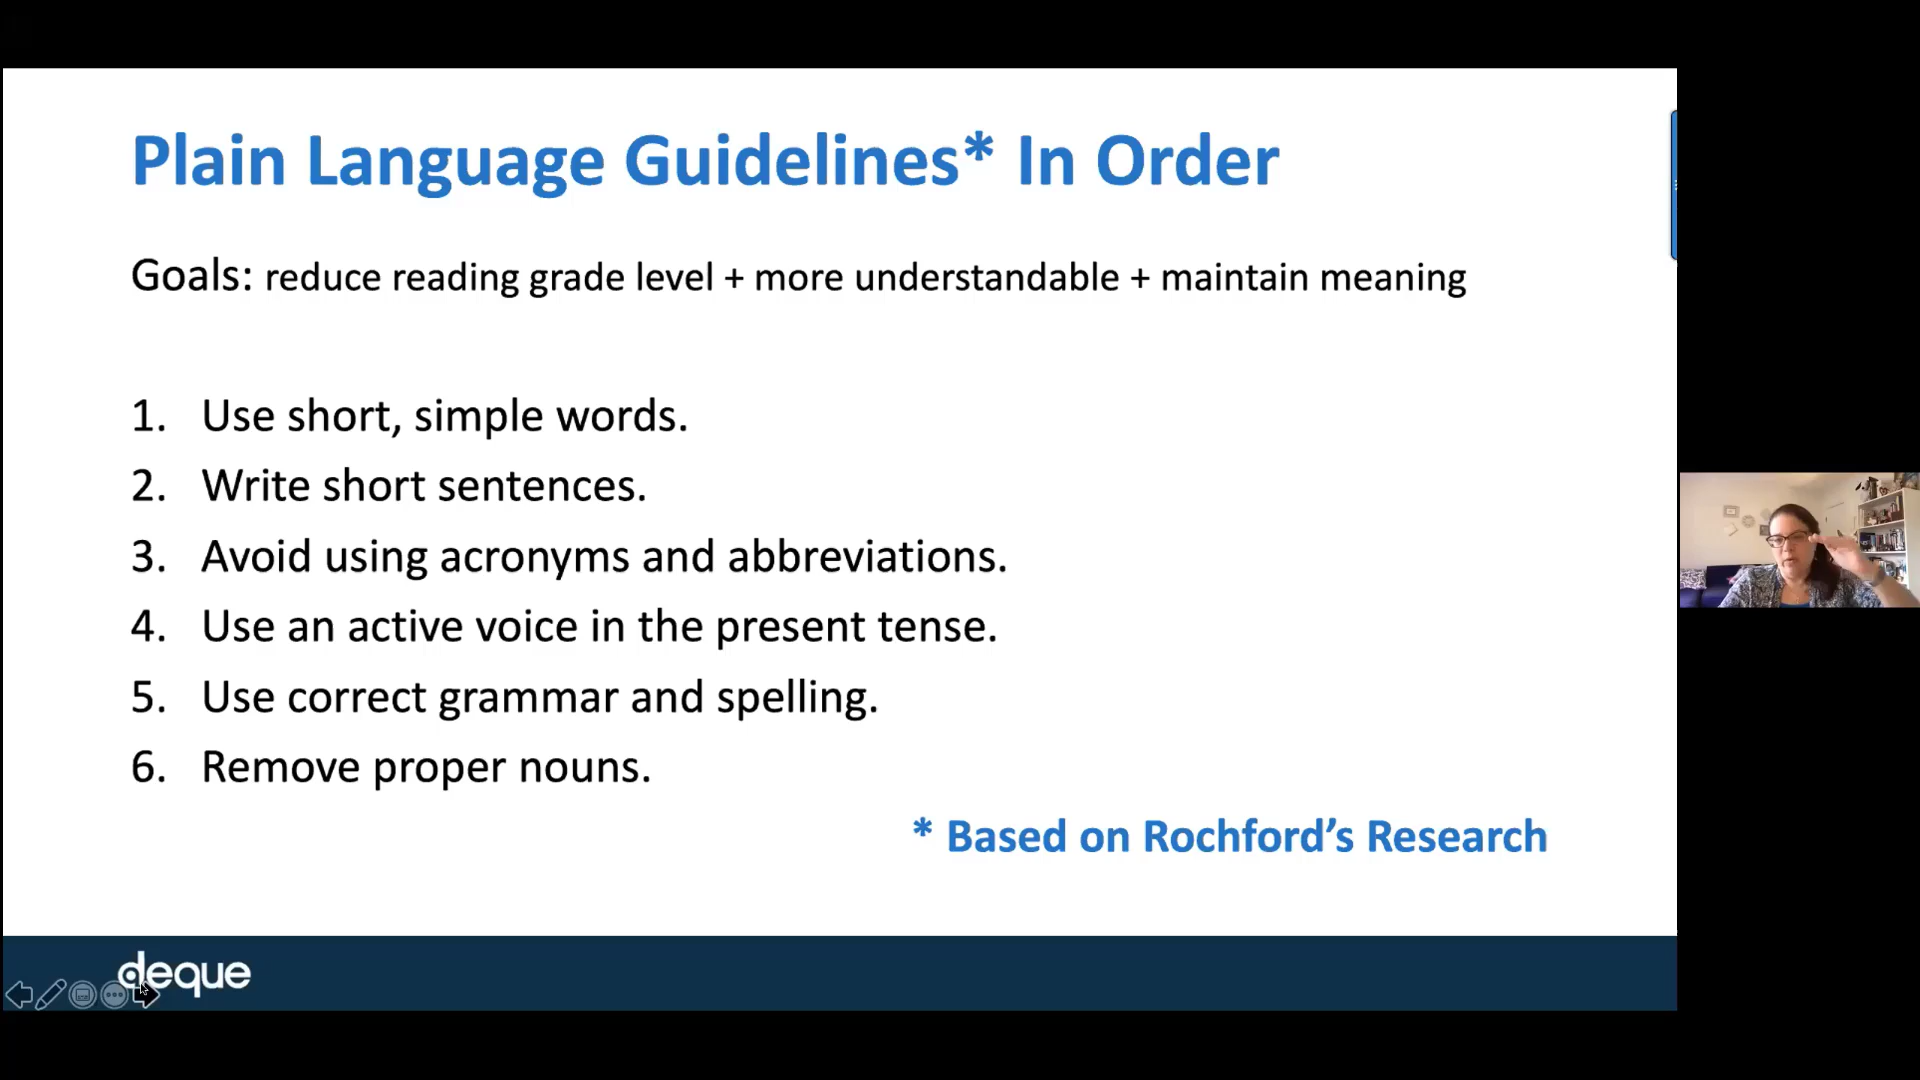 Plain Language Guidelines* In Order
Goals: reduce reading grade level + more understandable + maintain meaning
1. Use short, simple words.
2. Write short sentences.
3. Avoid using acronyms and abbreviations.
4. Use an active voice in the present tense.
5. Use correct grammar and spelling.
6. Remove proper nouns.
* Based on Rochford’s Research
deque